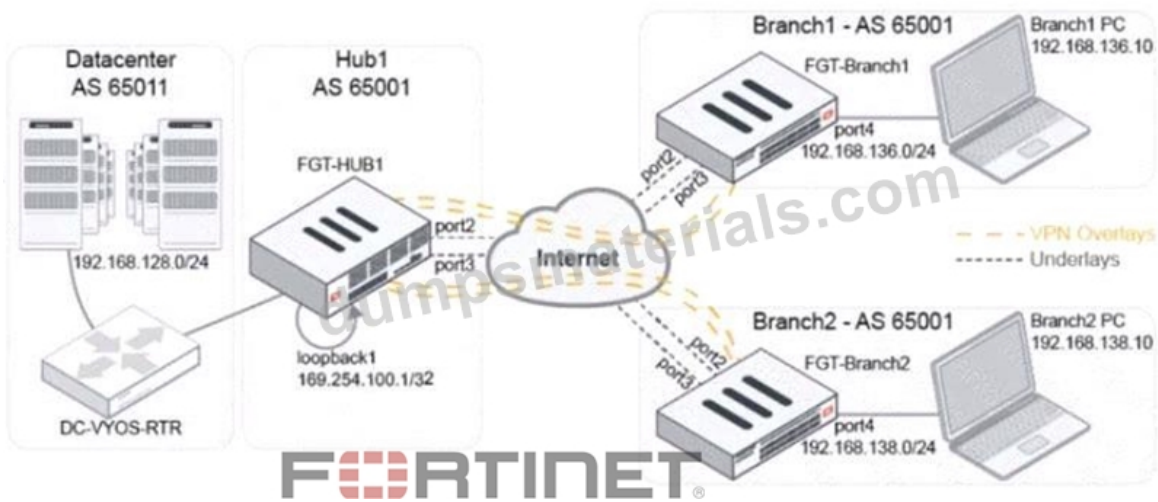 Datacenter
AS 65011
192.168.128.0/24
DC-VYOS-RTR
Hub1
AS 65001
FGT-HUB1
port2
port3
loopback1
169.254.100.1/32
Internet
Branch1 - AS 65001
FGT-Branch1
port2
port3
port4
192.168.136.0/24
Branch1 PC
192.168.136.10
VPN Overlays
Underlays
Branch2 - AS 65001
FGT-Branch2
port2
port3
port4
192.168.138.0/24
Branch2 PC
192.168.138.10
dumpsmaterials.com
FORTINET®